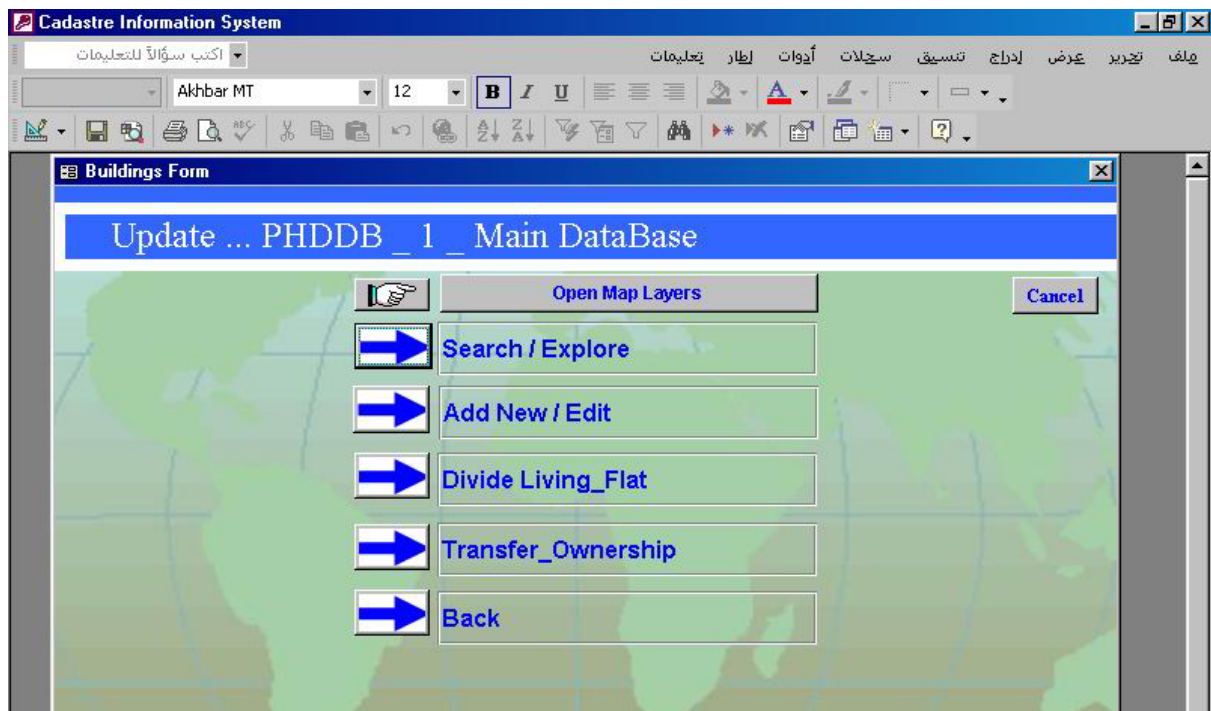 Cadastre Information System
ملف تحرير عرض إدراج تنسيق سجلات أدوات إطار تعليمات اكتب سؤالاً للتعليمات
Akhbar MT 12 B I U A
ABC
Buildings Form
Update ... PHDDB _ 1 _ Main DataBase
Open Map Layers
Cancel
Search / Explore
Add New / Edit
Divide Living_Flat
Transfer_Ownership
Back